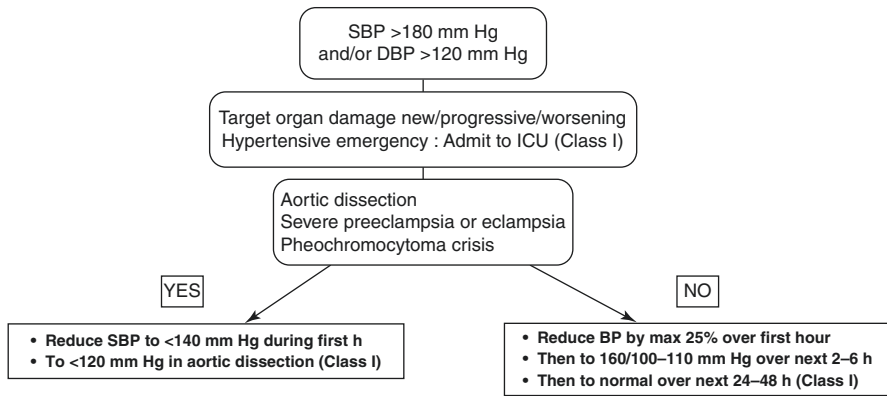 SBP >180 mm Hg
and/or DBP >120 mm Hg
Target organ damage new/progressive/worsening
Hypertensive emergency : Admit to ICU (Class I)
Aortic dissection
Severe preeclampsia or eclampsia
Pheochromocytoma crisis
YES
NO
• Reduce SBP to <140 mm Hg during first h
• To <120 mm Hg in aortic dissection (Class I)
• Reduce BP by max 25% over first hour
• Then to 160/100–110 mm Hg over next 2–6 h
• Then to normal over next 24–48 h (Class I)